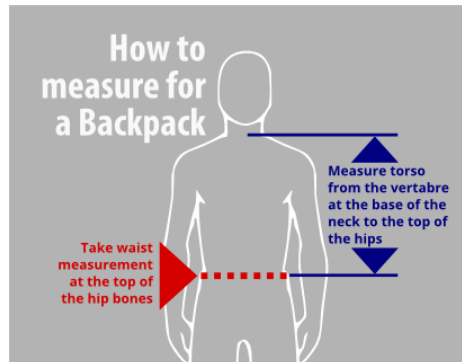 How to
measure for
a Backpack
Measure torso
from the vertabre
at the base of the
neck to the top of
the hips
Take waist
measurement
at the top of
the hip bones